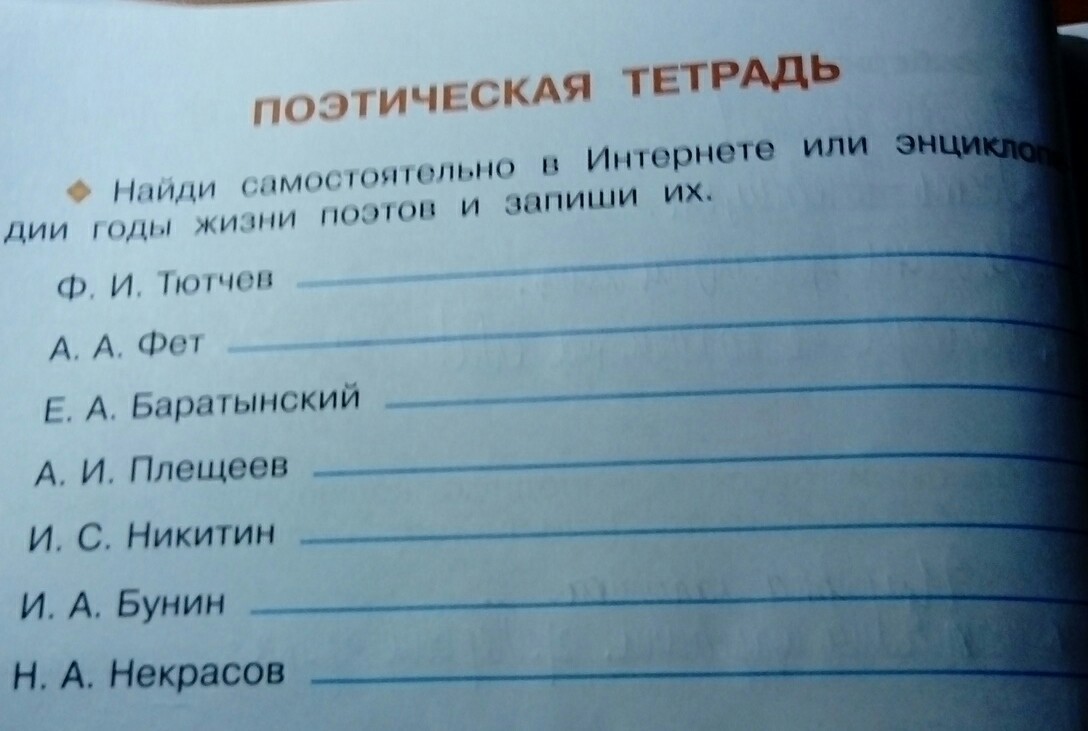 ПОЭТИЧЕСКАЯ ТЕТРАДЬ
Найди самостоятельно в Интернете или энциклопе
дии годы жизни поэтов и запиши их.
Ф. И. Тютчев
А. А. Фет
Е. А. Баратынский
А. И. Плещеев
И. С. Никитин
И. А. Бунин
Н. А. Некрасов